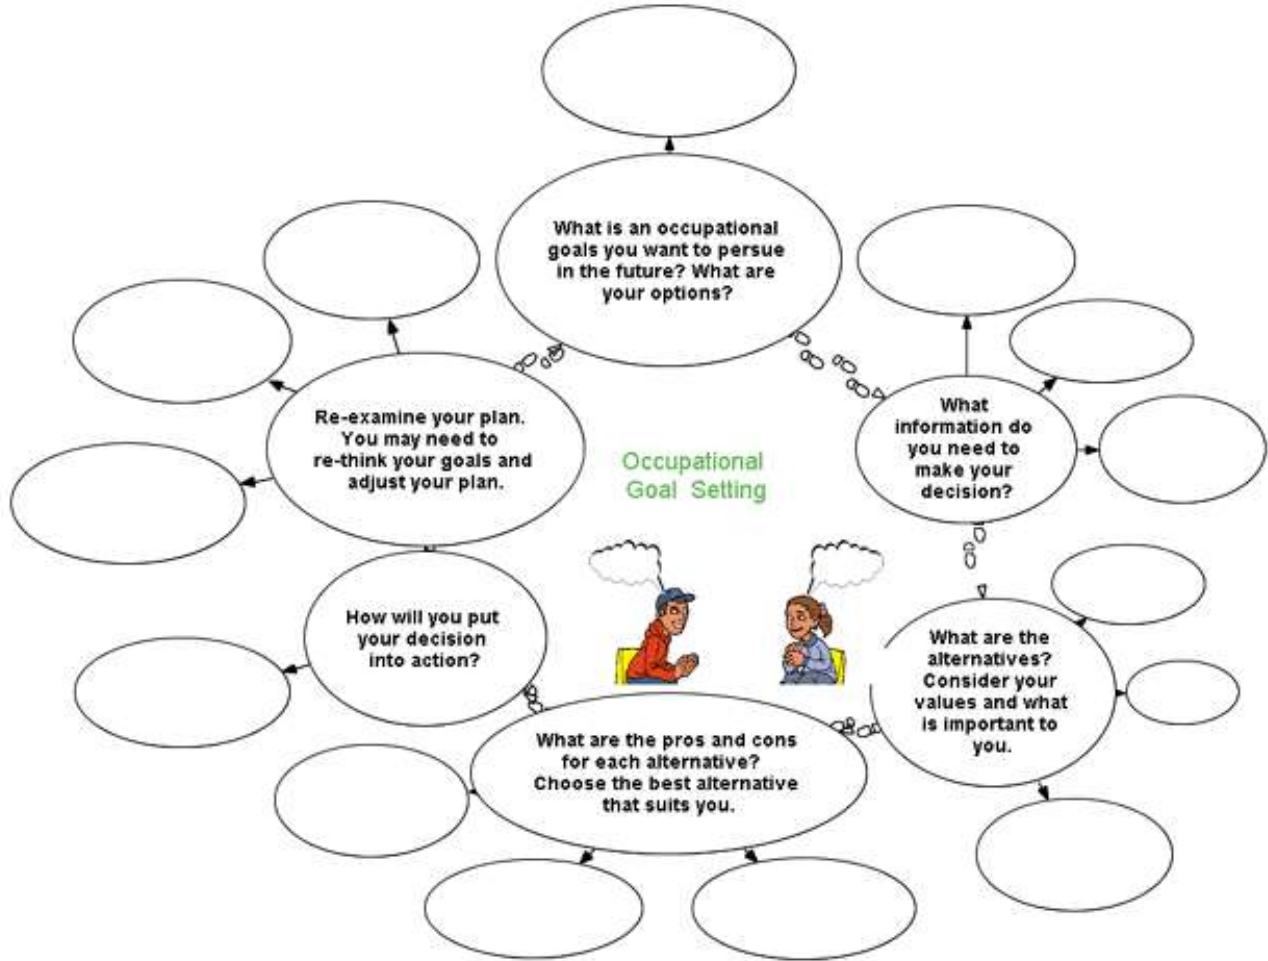 What is an occupational
goals you want to persue
in the future? What are
your options?
What
information do
you need to
make your
decision?
What are the
alternatives?
Consider your
values and what
is important to
you.
What are the pros and cons
for each alternative?
Choose the best alternative
that suits you.
How will you put
your decision
into action?
Re-examine your plan.
You may need to
re-think your goals and
adjust your plan.
Occupational
Goal Setting